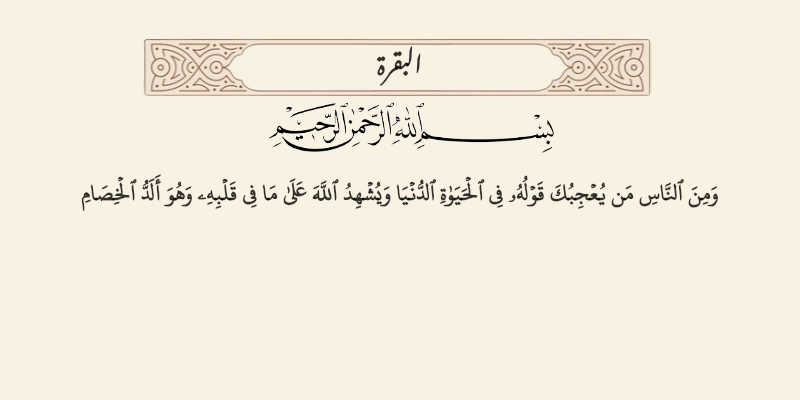 البقرة
بِسْمِ ٱللَّهِ ٱلرَّحْمَٰنِ ٱلرَّحِيمِ
وَمِنَ ٱلنَّاسِ مَن يُعْجِبُكَ قَوْلُهُۥ فِى ٱلْحَيَوٰةِ ٱلدُّنْيَا وَيُشْهِدُ ٱللَّهَ عَلَىٰ مَا فِى قَلْبِهِۦ وَهُوَ أَلَدُّ ٱلْخِصَامِ